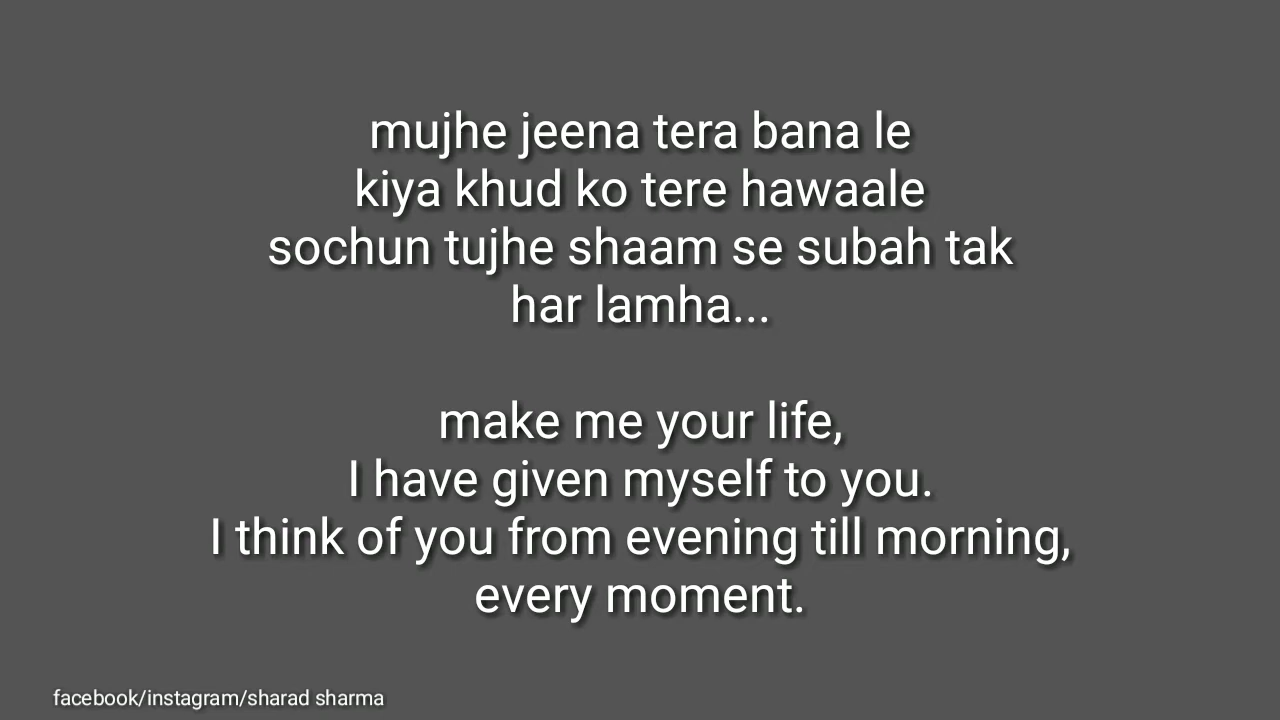 mujhe jeena tera bana le
kiya khud ko tere hawaale
sochun tujhe shaam se subah tak
har lamha...
make me your life,
I have given myself to you.
I think of you from evening till morning,
every moment.
facebook/instagram/sharad sharma